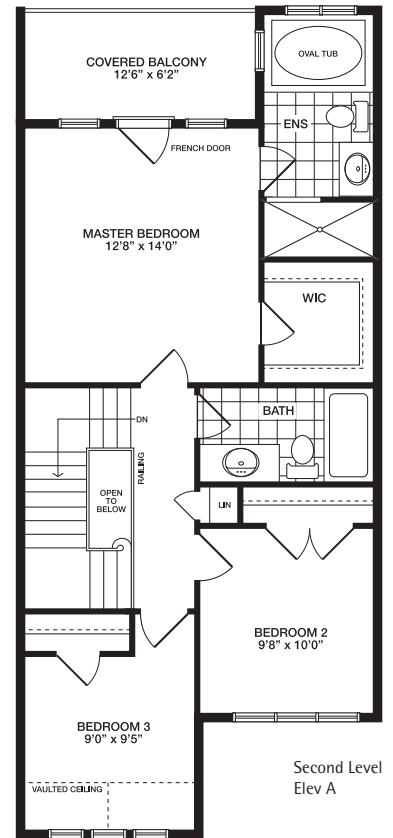 COVERED BALCONY
12'6" x 6'2"
OVAL TUB
ENS
FRENCH DOOR
MASTER BEDROOM
12'8" x 14'0"
WIC
BATH
DN
RAILING
OPEN
TO
BELOW
LIN
BEDROOM 2
9'8" x 10'0"
BEDROOM 3
9'0" x 9'5"
VAULTED CEILING
Second Level
Elev A